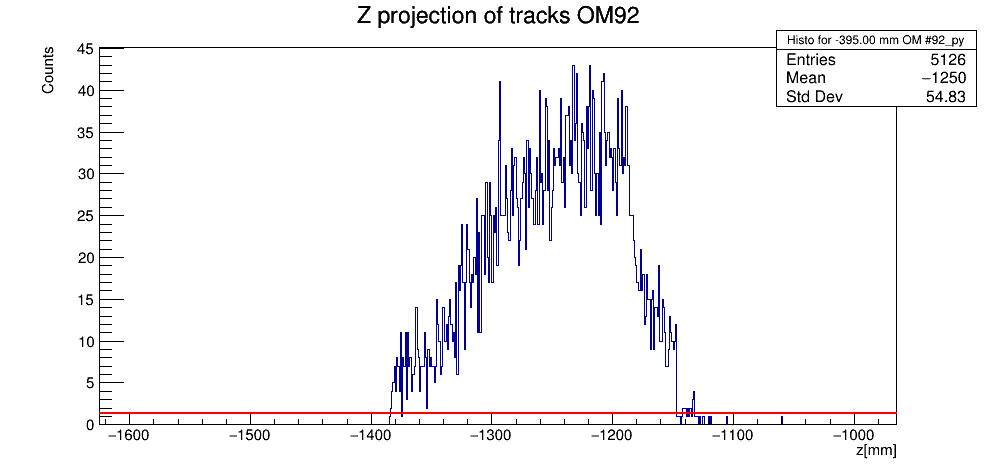 Z projection of tracks OM92
Histo for -395.00 mm OM #92_py
Entries 5126
Mean −1250
Std Dev 54.83
Counts
45
40
35
30
25
20
15
10
5
0
−1600 −1500 −1400 −1300 −1200 −1100 −1000
z[mm]